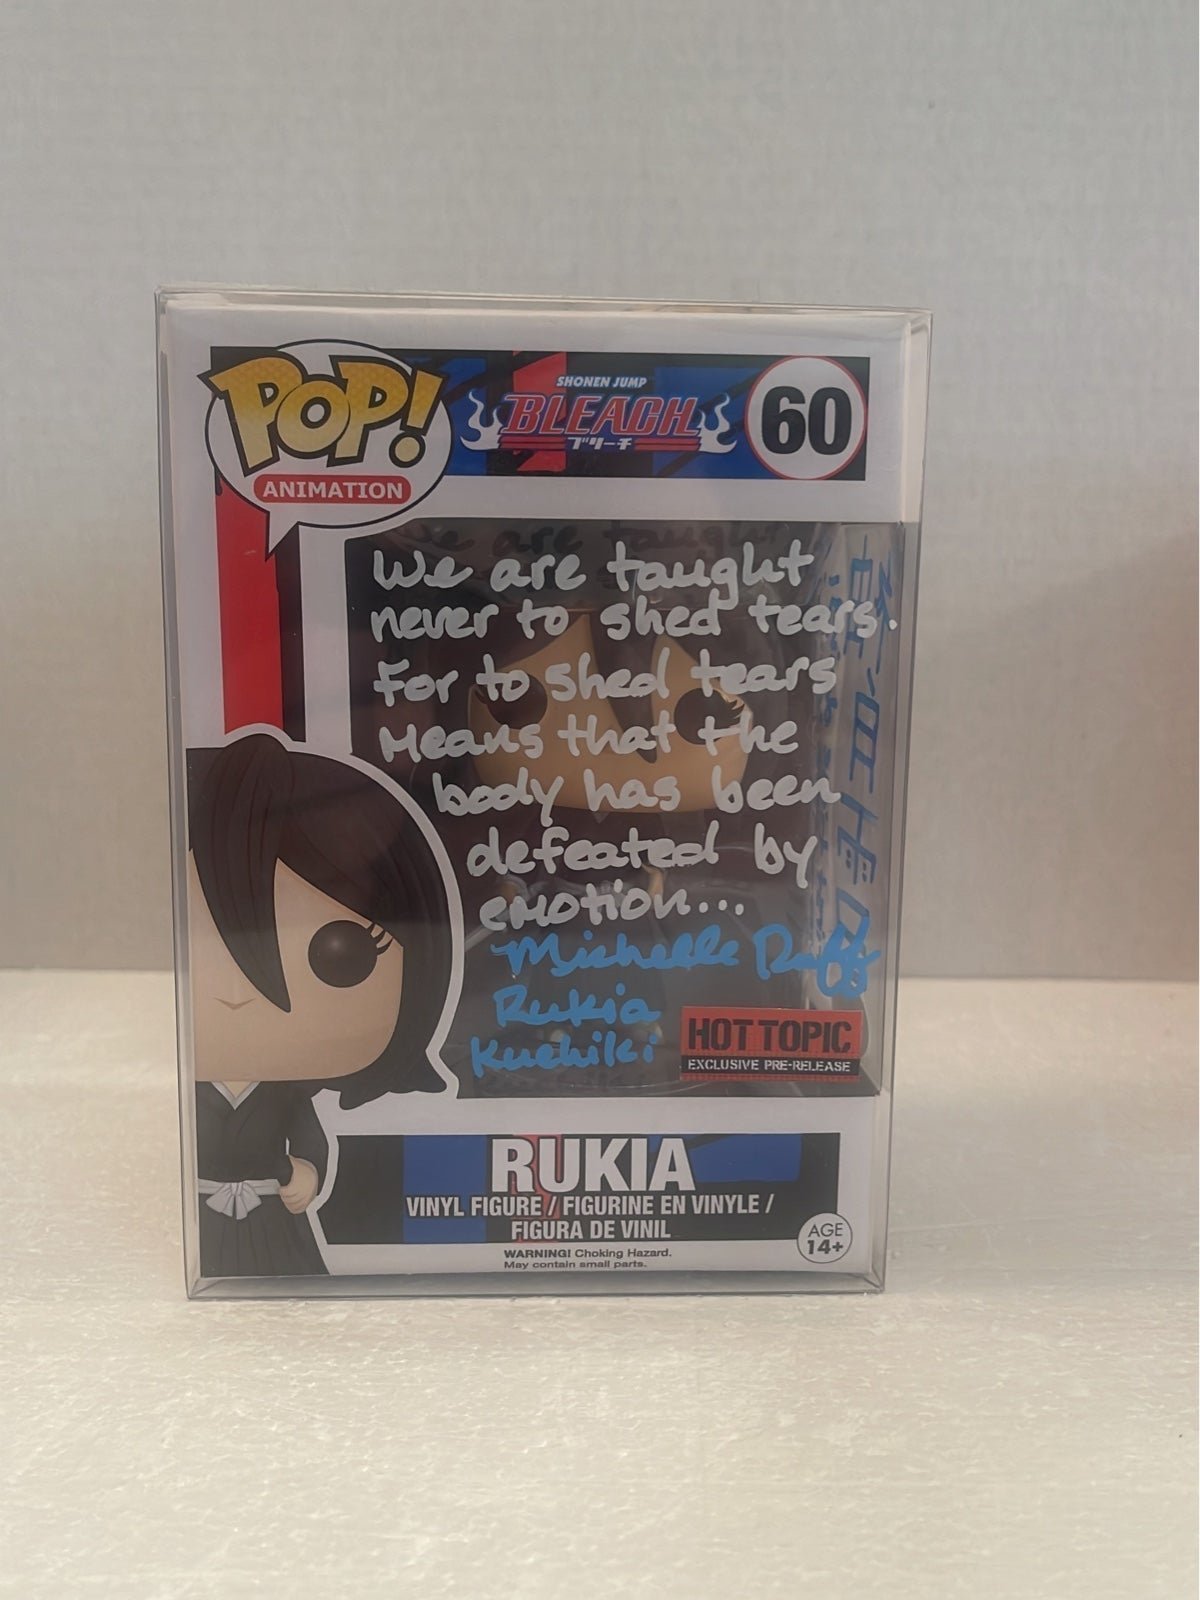 POP!
ANIMATION
SHONEN JUMP
BLEACH
ブリーチ
60
We are taught
never to shed tears.
For to shed tears
Means that the
body has been
defeated by
emotion...
Michelle Ruff
Rukia
Kuchiki
HOT TOPIC
EXCLUSIVE PRE-RELEASE
RUKIA
VINYL FIGURE / FIGURINE EN VINYLE /
FIGURA DE VINIL
WARNING! Choking Hazard.
May contain small parts.
AGE
14+